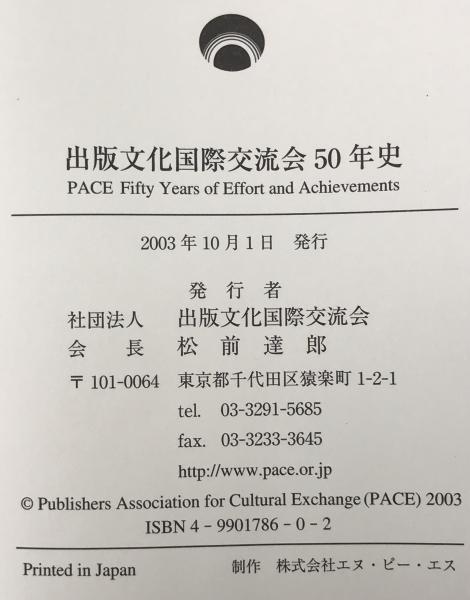 出版文化国際交流会 50 年史
PACE Fifty Years of Effort and Achievements
2003 年 10 月 1 日　発行
発　行　者
社団法人　出版文化国際交流会
会　長　松　前　達　郎
〒101-0064　東京都千代田区猿楽町 1-2-1
tel.　03-3291-5685
fax.　03-3233-3645
http://www.pace.or.jp
© Publishers Association for Cultural Exchange (PACE) 2003
ISBN 4－9901786－0－2
Printed in Japan　制作　株式会社エヌ・ピー・エス